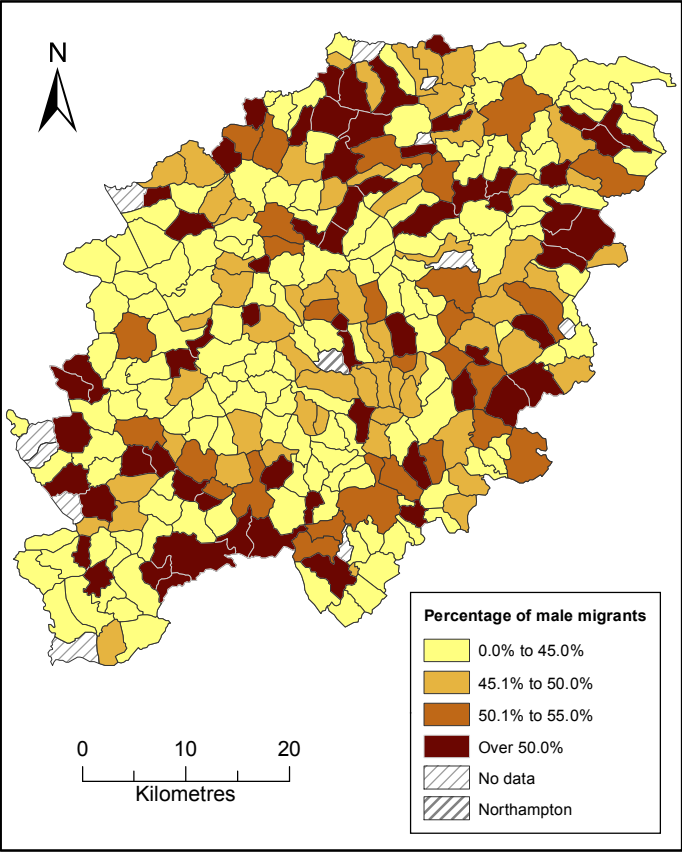 N
Percentage of male migrants
0.0% to 45.0%
45.1% to 50.0%
50.1% to 55.0%
Over 50.0%
No data
Northampton
0 10 20
Kilometres